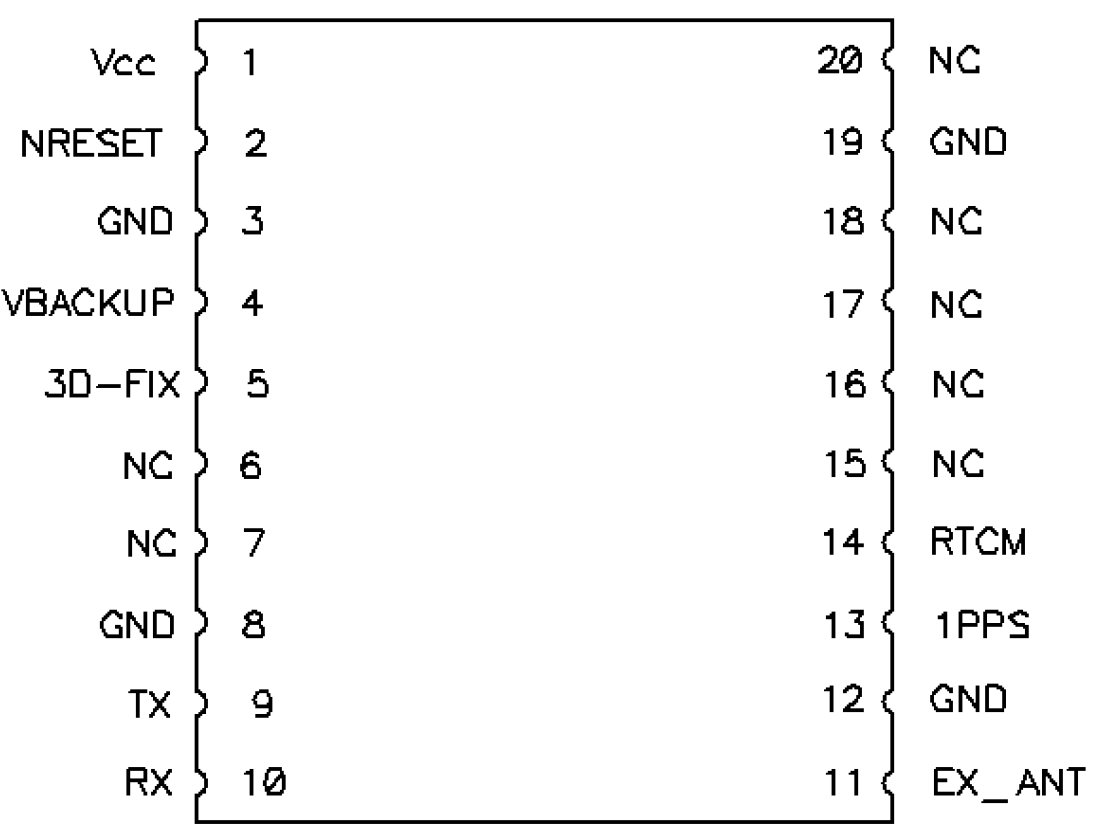 Vcc 1 20 NC
NRESET 2 19 GND
GND 3 18 NC
VBACKUP 4 17 NC
3D-FIX 5 16 NC
NC 6 15 NC
NC 7 14 RTCM
GND 8 13 1PPS
TX 9 12 GND
RX 10 11 EX_ANT